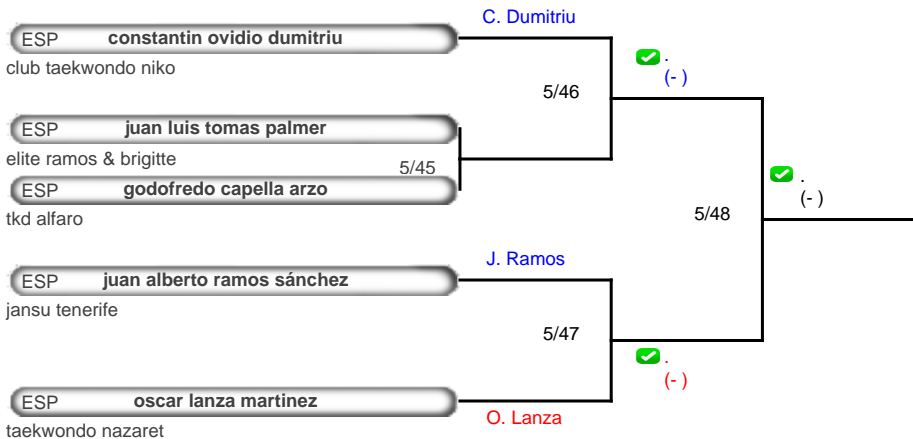 C. Dumitriu
ESP constantin ovidio dumitriu
club taekwondo niko
.
(- )
5/46
ESP juan luis tomas palmer
elite ramos & brigitte
5/45
ESP godofredo capella arzo
tkd alfaro
.
(- )
5/48
J. Ramos
ESP juan alberto ramos sánchez
jansu tenerife
5/47
.
(- )
ESP oscar lanza martinez
O. Lanza
taekwondo nazaret